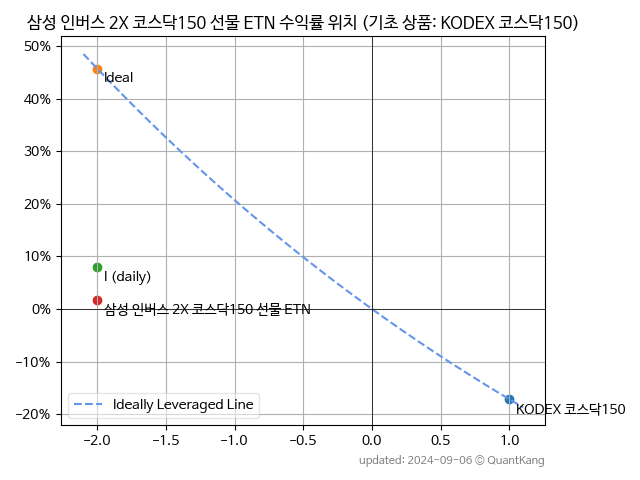 삼성 인버스 2X 코스닥150 선물 ETN 수익률 위치 (기초 상품: KODEX 코스닥150)
50%
40%
30%
20%
10%
0%
−10%
−20%
Ideal
I (daily)
삼성 인버스 2X 코스닥150 선물 ETN
KODEX 코스닥150
Ideally Leveraged Line
−2.0 −1.5 −1.0 −0.5 0.0 0.5 1.0
updated: 2024-09-06 © QuantKang